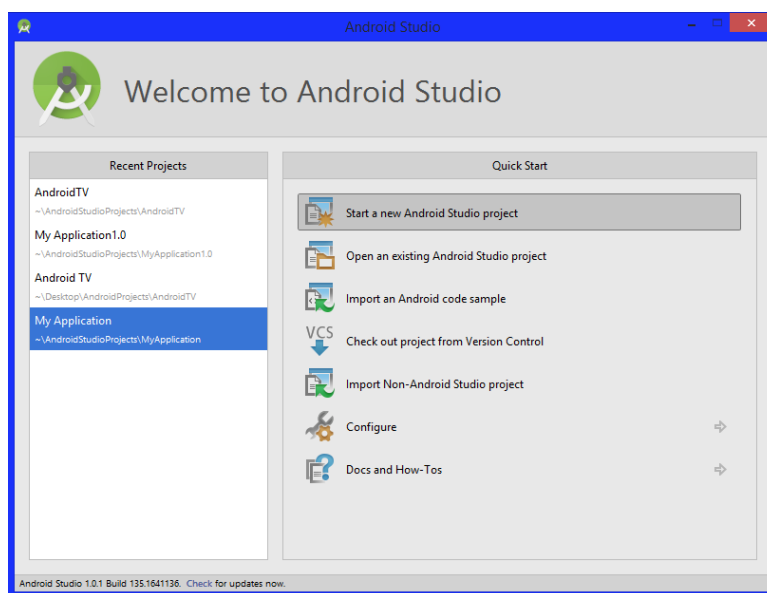 Android Studio
Welcome to Android Studio
Recent Projects
AndroidTV
~\AndroidStudioProjects\AndroidTV
My Application1.0
~\AndroidStudioProjects\MyApplication1.0
Android TV
~\Desktop\AndroidProjects\AndroidTV
My Application
~\AndroidStudioProjects\MyApplication
Quick Start
Start a new Android Studio project
Open an existing Android Studio project
Import an Android code sample
VCS
Check out project from Version Control
Import Non-Android Studio project
Configure
Docs and How-Tos
Android Studio 1.0.1 Build 135.1641136. Check for updates now.